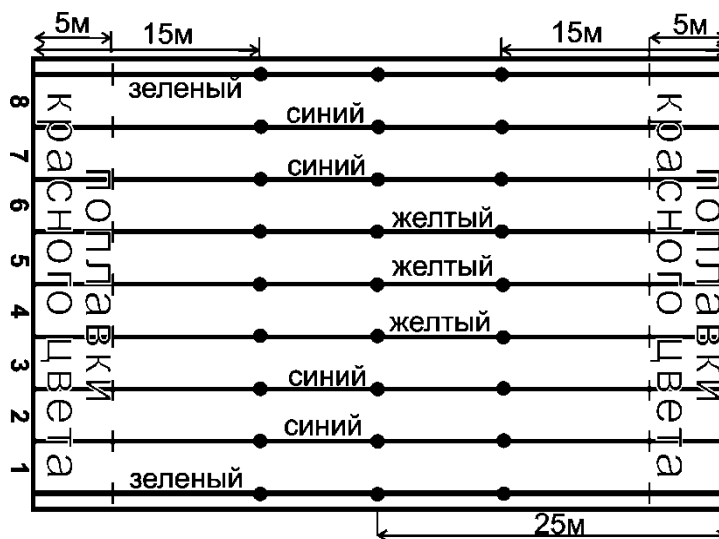 5м
15м
15м
5м
зеленый
8
синий
7
синий
6
желтый
5
желтый
4
желтый
3
синий
2
синий
1
зеленый
Поплавки
красного цвета
Поплавки
красного цвета
25м